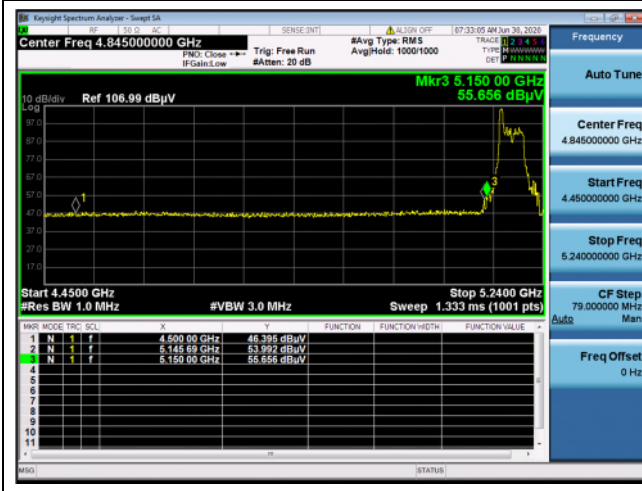 Keysight Spectrum Analyzer - Swept SA
RF 50 Ω AC SENSE:INT ALIGN OFF 07:33:05 AM Jun 30, 2020
Center Freq 4.845000000 GHz
PNO: Close
IFGain:Low
Trig: Free Run
#Atten: 20 dB
#Avg Type: RMS
Avg|Hold: 1000/1000
TRACE 1 2 3 4 5 6
TYPE M WWWWW
DET P N N N N N
Mkr3 5.150 00 GHz
55.656 dBµV
10 dB/div Ref 106.99 dBµV
Log
97.0
87.0
77.0
67.0
57.0
47.0
37.0
27.0
17.0
1
3
Start 4.4500 GHz Stop 5.2400 GHz
#Res BW 1.0 MHz #VBW 3.0 MHz Sweep 1.333 ms (1001 pts)
MKR MODE TRC SCL X Y FUNCTION FUNCTION WIDTH FUNCTION VALUE
1 N 1 f 4.500 00 GHz 46.395 dBµV
2 N 1 f 5.145 69 GHz 53.992 dBµV
3 N 1 f 5.150 00 GHz 55.656 dBµV
4
5
6
7
8
9
10
11
MSG STATUS
Frequency
Auto Tune
Center Freq
4.845000000 GHz
Start Freq
4.450000000 GHz
Stop Freq
5.240000000 GHz
CF Step
79.000000 MHz
Auto Man
Freq Offset
0 Hz